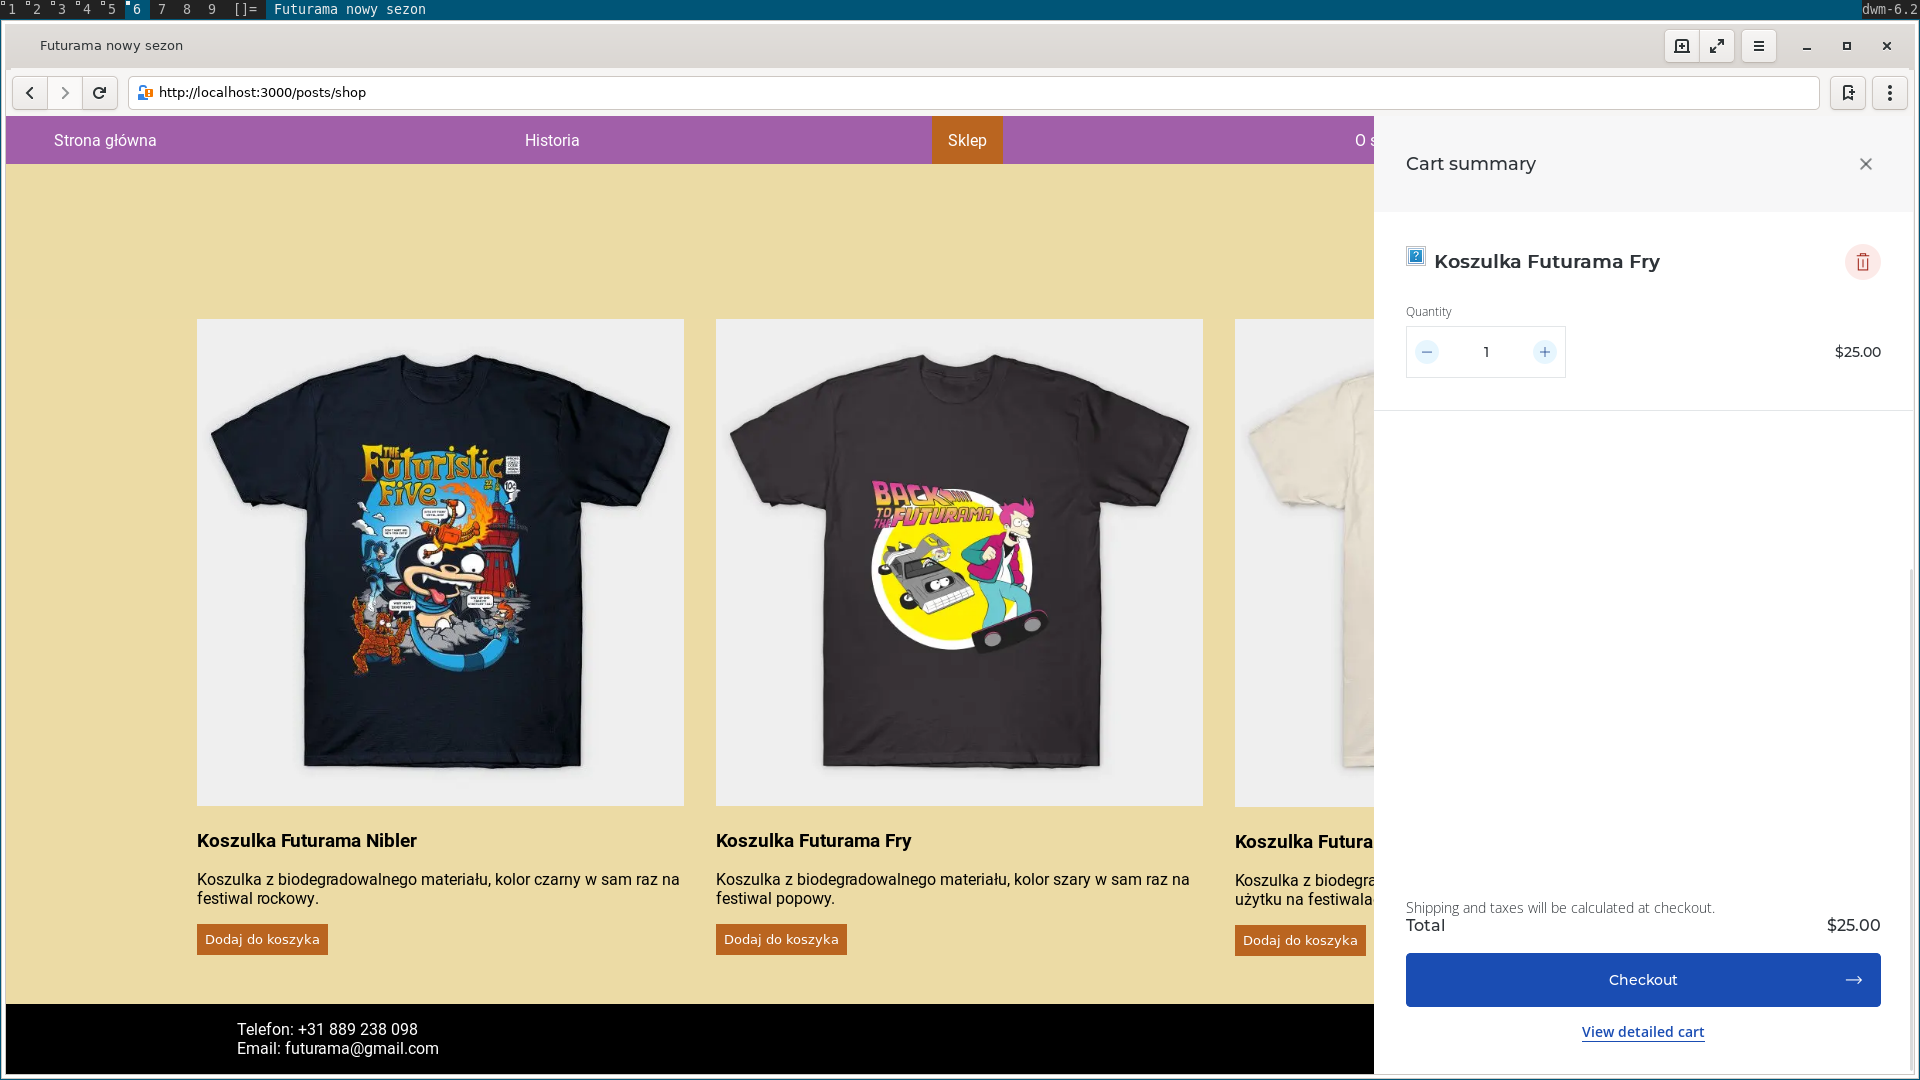 1 2 3 4 5 6 7 8 9 []= Futurama nowy sezon dwm-6.2
Futurama nowy sezon
http://localhost:3000/posts/shop
Strona główna Historia Sklep O s
Cart summary
Koszulka Futurama Fry
Quantity
1 $25.00
THE
Futuristic
Five
BACK
TO
THE FUTURAMA
Koszulka Futurama Nibler
Koszulka z biodegradowalnego materiału, kolor czarny w sam raz na
festiwal rockowy.
Dodaj do koszyka
Koszulka Futurama Fry
Koszulka z biodegradowalnego materiału, kolor szary w sam raz na
festiwal popowy.
Dodaj do koszyka
Koszulka Futura
Koszulka z biodegra
użytku na festiwala
Dodaj do koszyka
Shipping and taxes will be calculated at checkout.
Total $25.00
Checkout
View detailed cart
Telefon: +31 889 238 098
Email: futurama@gmail.com